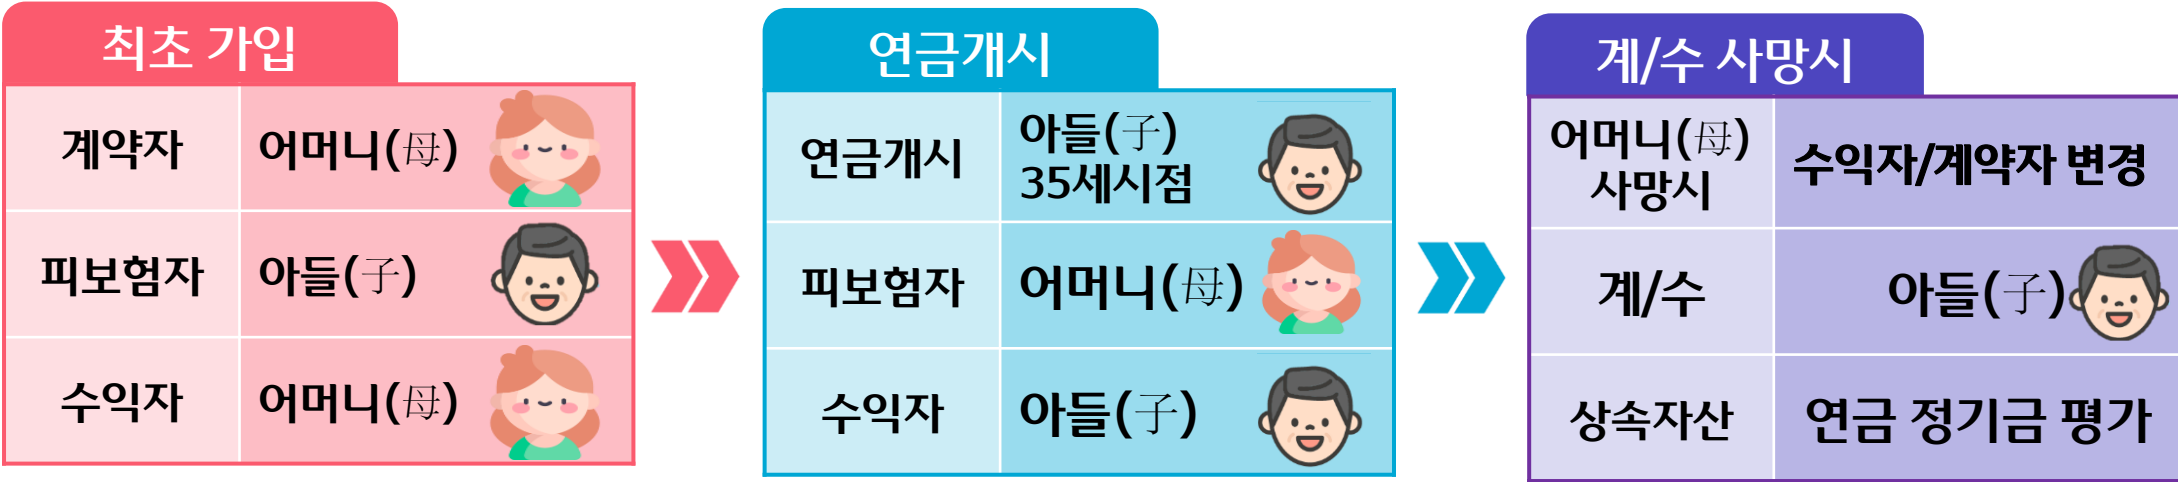 최초 가입
계약자 어머니(母)
피보험자 아들(子)
수익자 어머니(母)
연금개시
연금개시 아들(子)
35세시점
피보험자 어머니(母)
수익자 아들(子)
계/수 사망시
어머니(母)
사망시
수익자/계약자 변경
계/수 아들(子)
상속자산 연금 정기금 평가